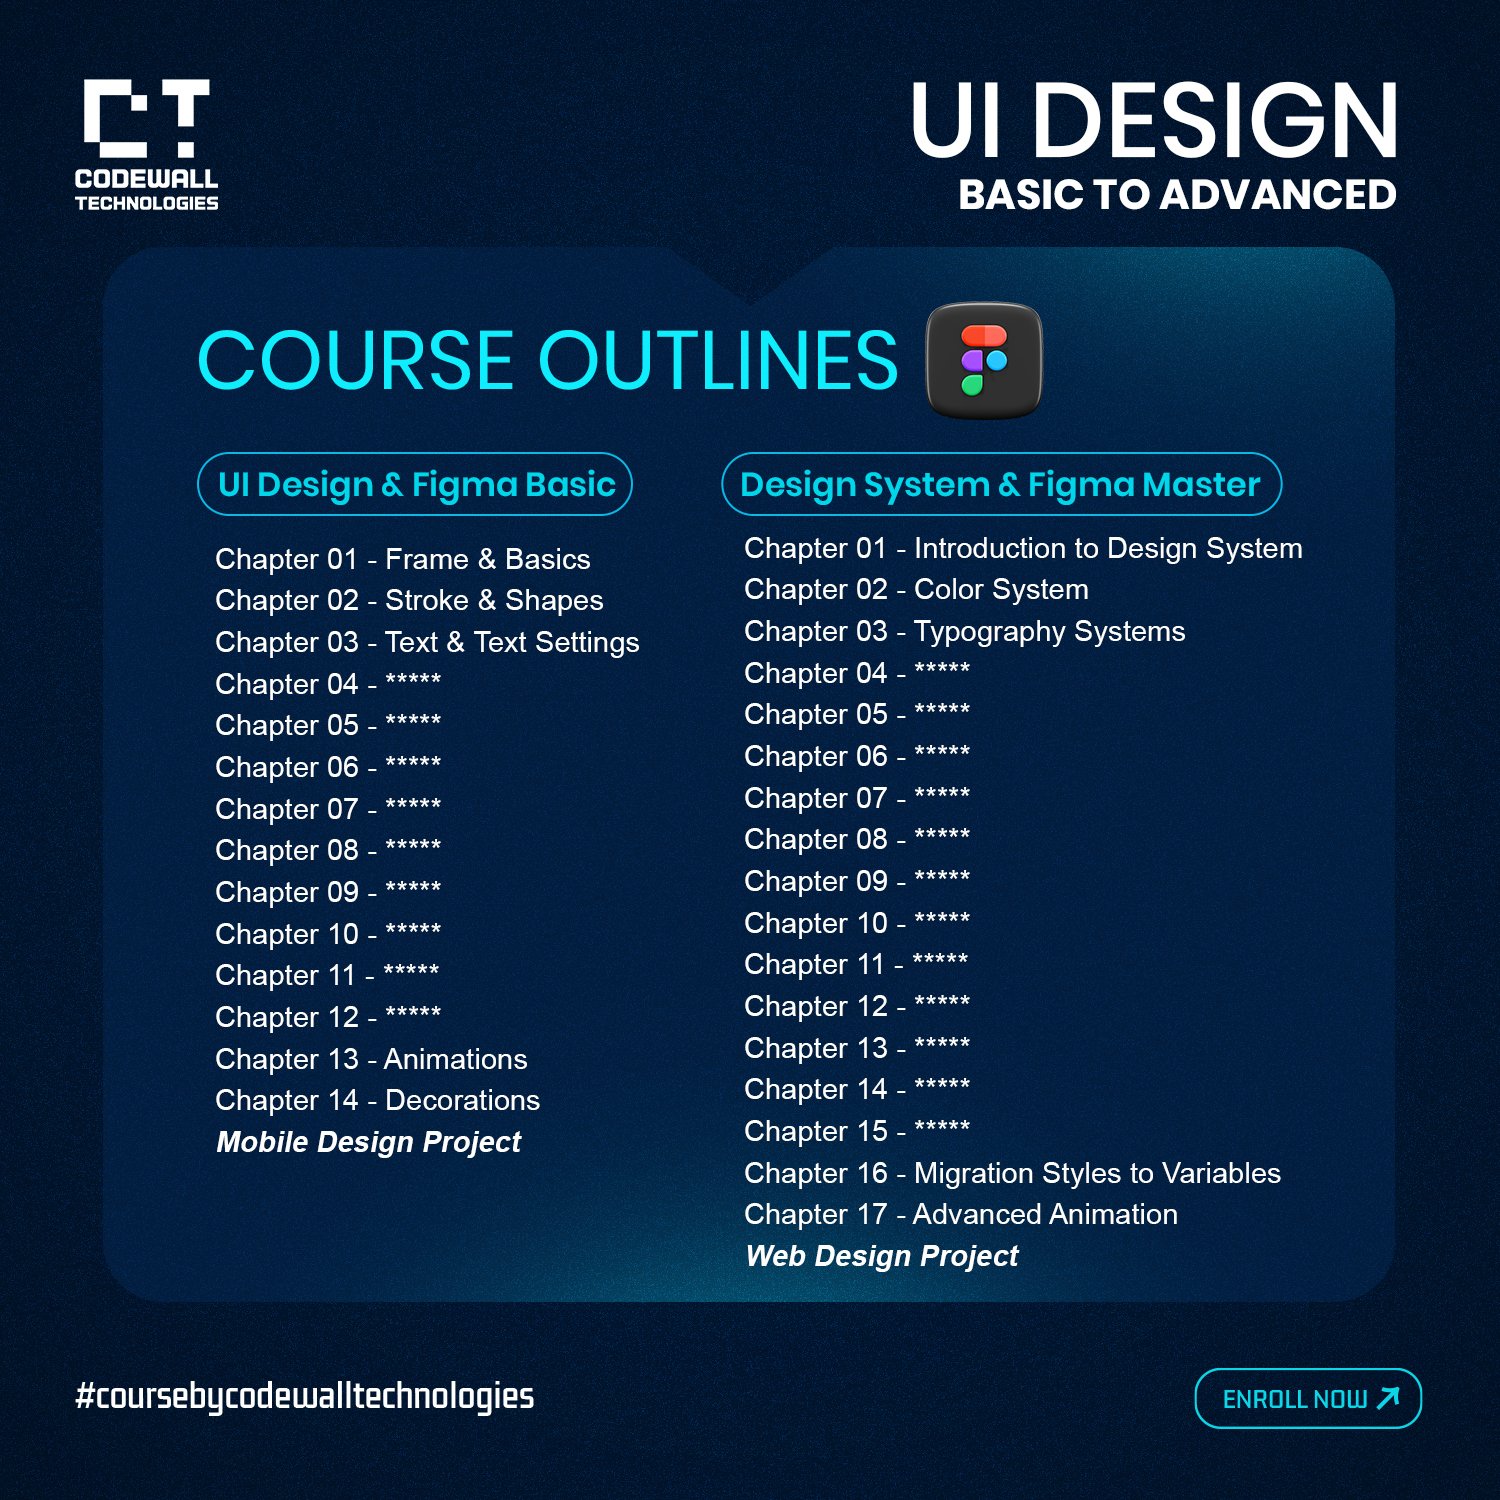 CT
CODEWALL
TECHNOLOGIES
UI DESIGN
BASIC TO ADVANCED
COURSE OUTLINES
UI Design & Figma Basic
Chapter 01 - Frame & Basics
Chapter 02 - Stroke & Shapes
Chapter 03 - Text & Text Settings
Chapter 04 - *****
Chapter 05 - *****
Chapter 06 - *****
Chapter 07 - *****
Chapter 08 - *****
Chapter 09 - *****
Chapter 10 - *****
Chapter 11 - *****
Chapter 12 - *****
Chapter 13 - Animations
Chapter 14 - Decorations
Mobile Design Project
Design System & Figma Master
Chapter 01 - Introduction to Design System
Chapter 02 - Color System
Chapter 03 - Typography Systems
Chapter 04 - *****
Chapter 05 - *****
Chapter 06 - *****
Chapter 07 - *****
Chapter 08 - *****
Chapter 09 - *****
Chapter 10 - *****
Chapter 11 - *****
Chapter 12 - *****
Chapter 13 - *****
Chapter 14 - *****
Chapter 15 - *****
Chapter 16 - Migration Styles to Variables
Chapter 17 - Advanced Animation
Web Design Project
#coursebycodewalltechnologies
ENROLL NOW